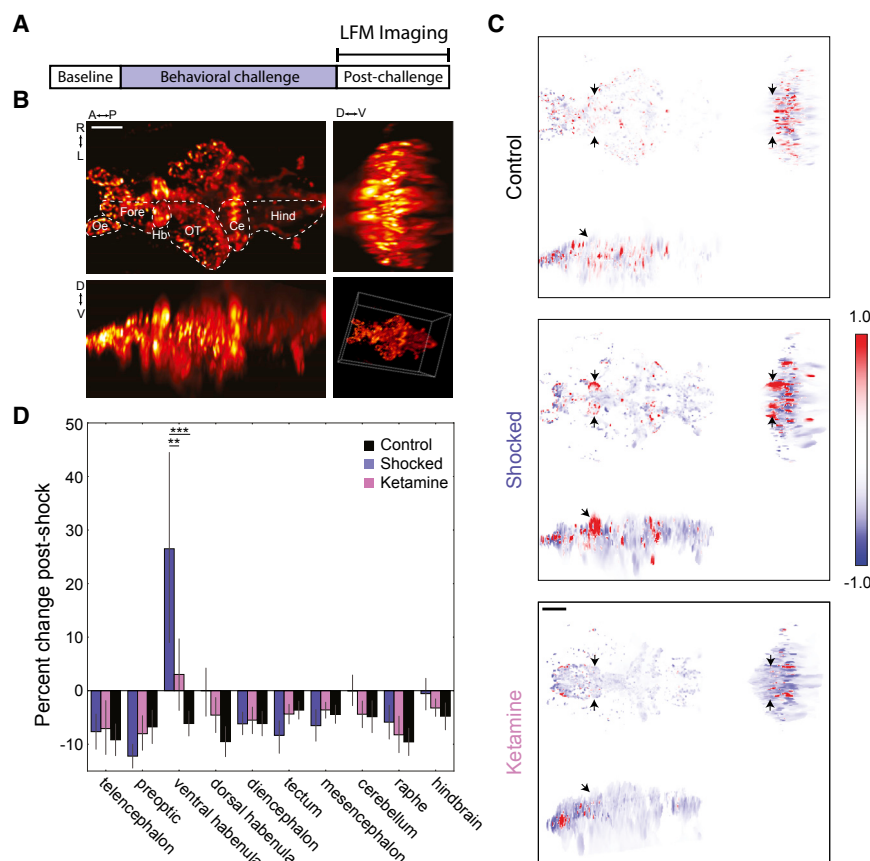 A
LFM Imaging
Baseline
Behavioral challenge
Post-challenge
B
A↔P
R
↕
L
D↔V
Oe
Fore
Hb
OT
Ce
Hind
D
↕
V
C
Control
Shocked
Ketamine
1.0
-1.0
D
Percent change post-shock
50
40
30
20
10
0
-10
***
**
Control
Shocked
Ketamine
telencephalon
preoptic
ventral habenula
dorsal habenula
diencephalon
tectum
mesencephalon
cerebellum
raphe
hindbrain